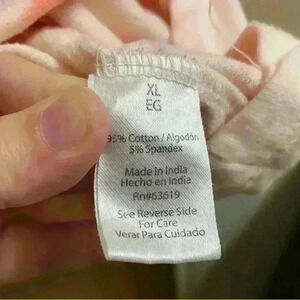 XL
EG
95% Cotton / Algodón
5% Spandex
Made in India
Hecho en India
Rn#63619
See Reverse Side
For Care
Verar Para Cuidado